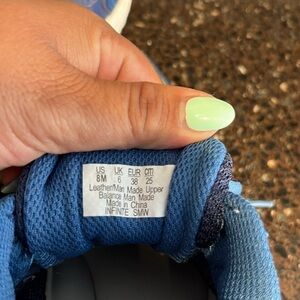 US UK EUR cm
8M 6 38 25
Leather/Man Made Upper
Balance Man Made
Made in China
INFINITE SMW